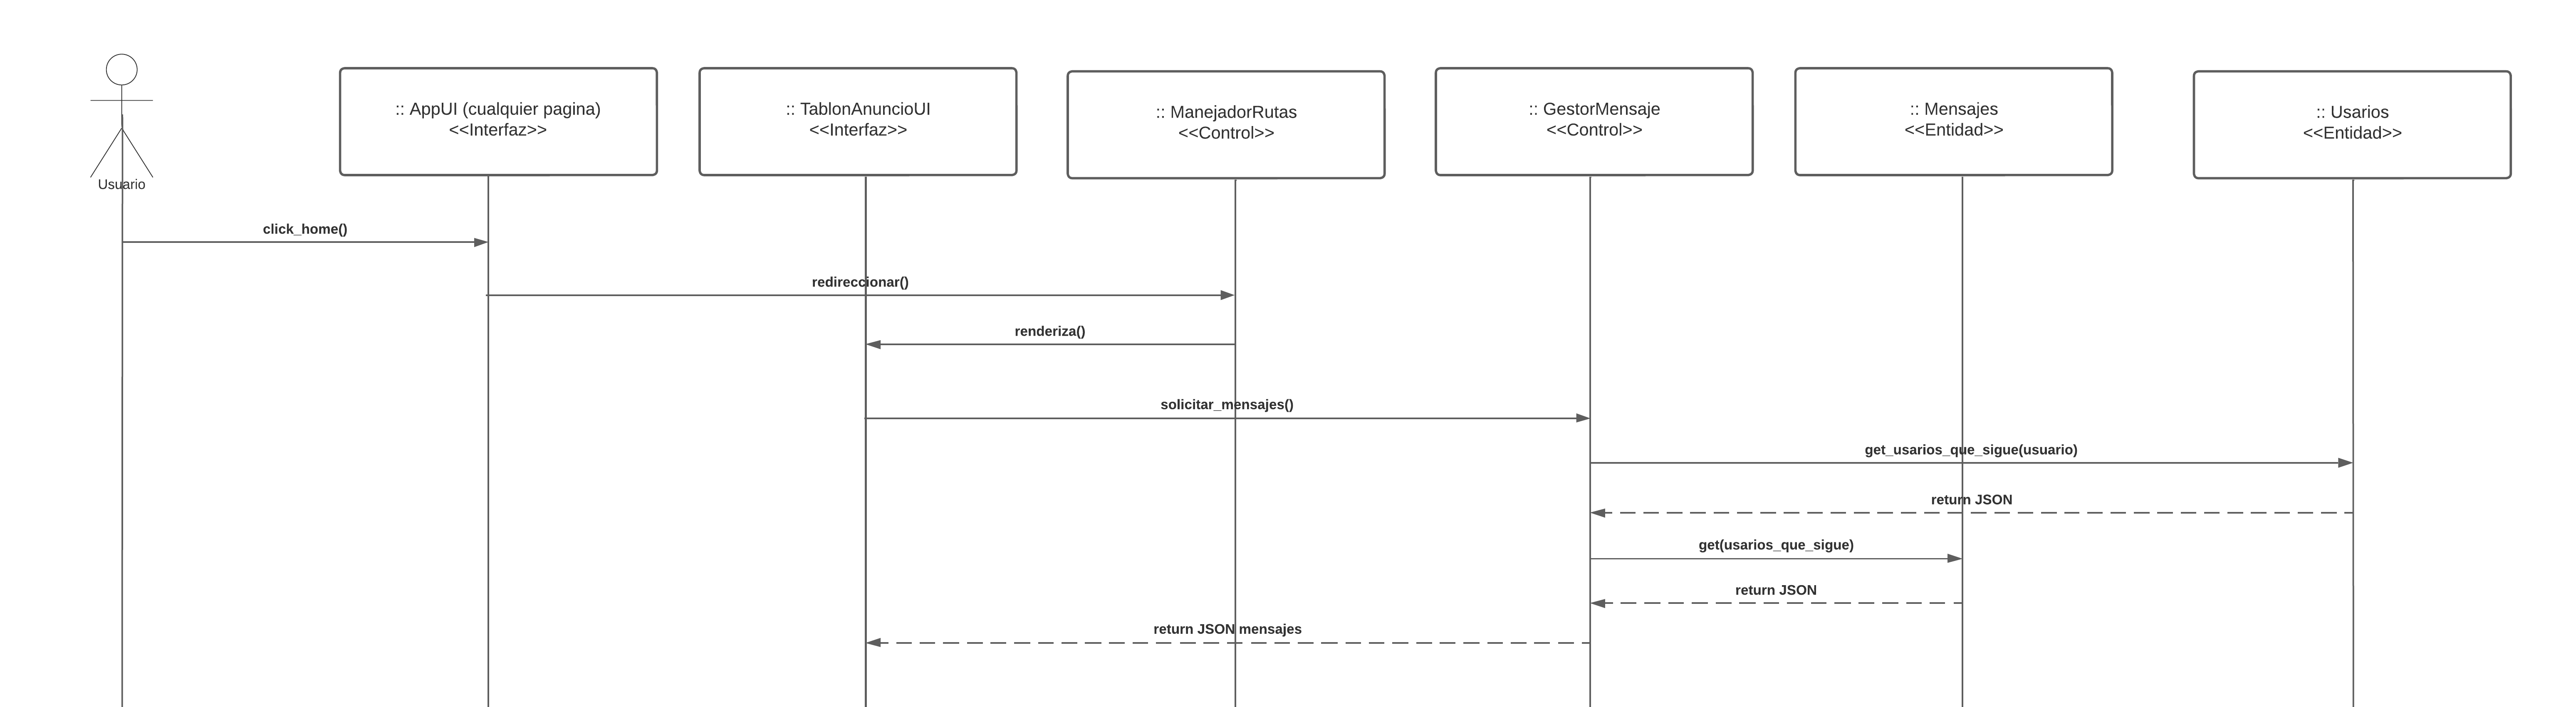 :: AppUI (cualquier pagina)
<<Interfaz>>
:: TablonAnuncioUI
<<Interfaz>>
:: ManejadorRutas
<<Control>>
:: GestorMensaje
<<Control>>
:: Mensajes
<<Entidad>>
:: Usarios
<<Entidad>>
Usuario
click_home()
redireccionar()
renderiza()
solicitar_mensajes()
get_usarios_que_sigue(usuario)
return JSON
get(usarios_que_sigue)
return JSON
return JSON mensajes